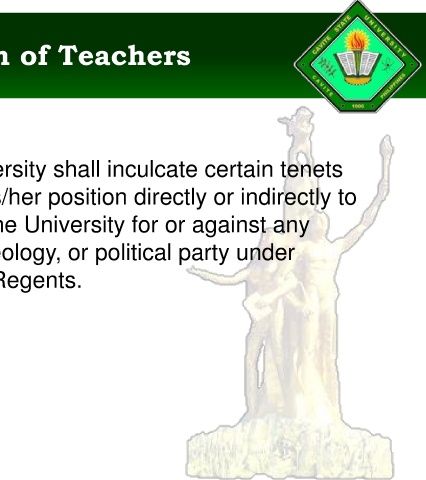 n of Teachers
CAVITE STATE UNIVERSITY
CAVITE PHILIPPINES
1906
ersity shall inculcate certain tenets
s/her position directly or indirectly to
he University for or against any
eology, or political party under
Regents.